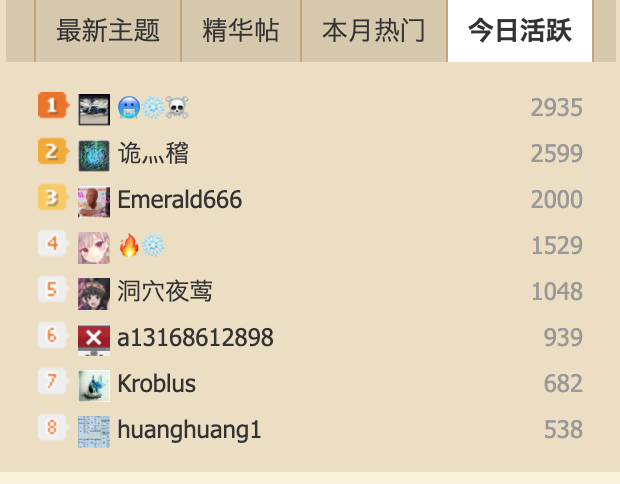 最新主题 精华帖 本月热门 今日活跃
1 🥶❄️☠️ 2935
2 诡灬稽 2599
3 Emerald666 2000
4 🔥❄️ 1529
5 洞穴夜莺 1048
6 a13168612898 939
7 Kroblus 682
8 huanghuang1 538